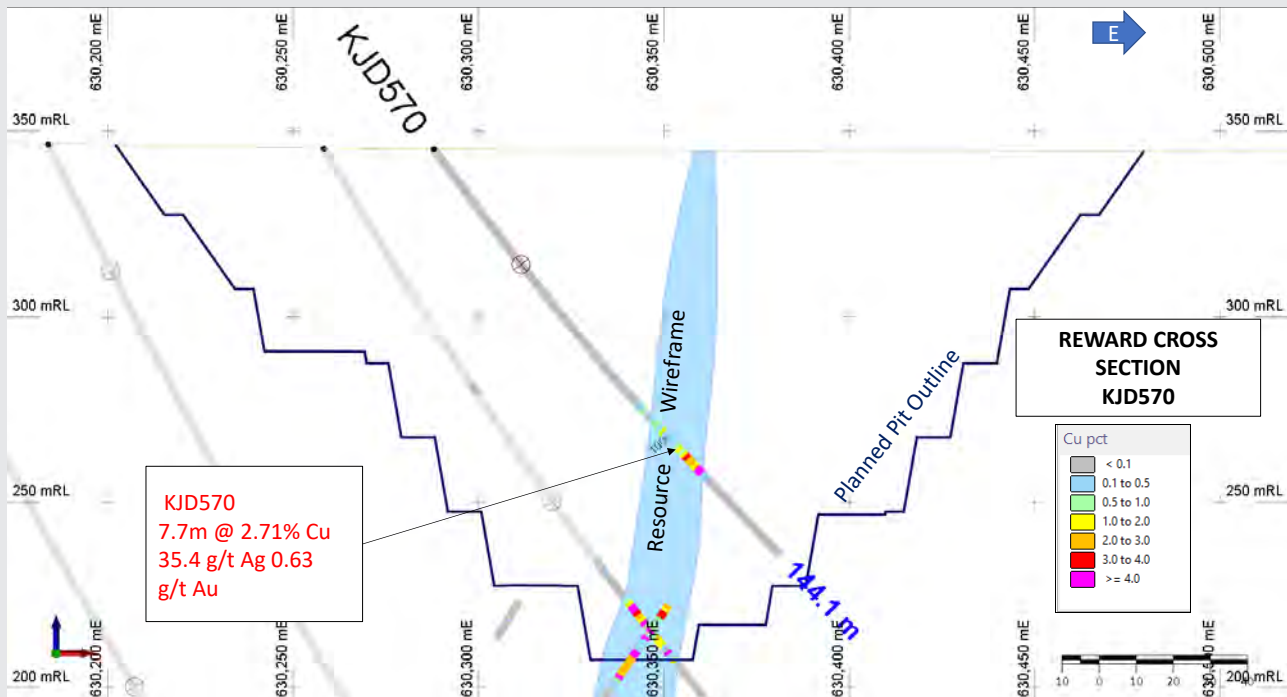 630,200 mE
630,250 mE
630,300 mE
630,350 mE
630,400 mE
630,450 mE
630,500 mE
E
KJD570
350 mRL
350 mRL
300 mRL
300 mRL
250 mRL
250 mRL
200 mRL
200 mRL
Resource Wireframe
100
Planned Pit Outline
144.1 m
KJD570
7.7m @ 2.71% Cu
35.4 g/t Ag 0.63
g/t Au
REWARD CROSS
SECTION
KJD570
Cu pct
< 0.1
0.1 to 0.5
0.5 to 1.0
1.0 to 2.0
2.0 to 3.0
3.0 to 4.0
>= 4.0
630,200 mE
630,250 mE
630,300 mE
630,350 mE
630,400 mE
630,450 mE
10 0 10 20 30 40